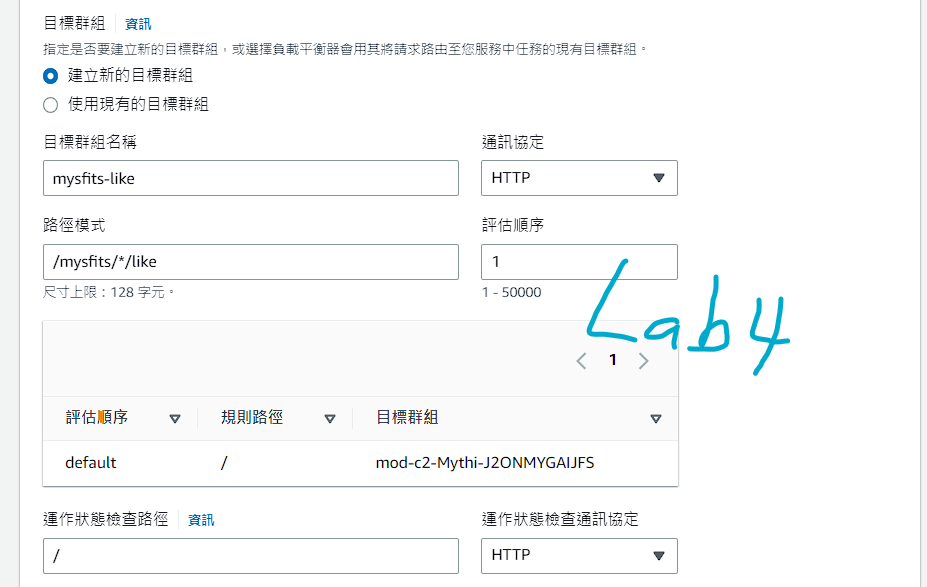 目標群組 資訊
指定是否要建立新的目標群組，或選擇負載平衡器會用其將請求路由至您服務中任務的現有目標群組。
建立新的目標群組
使用現有的目標群組
目標群組名稱 通訊協定
mysfits-like HTTP
路徑模式 評估順序
/mysfits/*/like 1
尺寸上限：128 字元。 1 - 50000
Lab4
1
評估順序 規則路徑 目標群組
default / mod-c2-Mythi-J2ONMYGAIJFS
運作狀態檢查路徑 資訊 運作狀態檢查通訊協定
/ HTTP